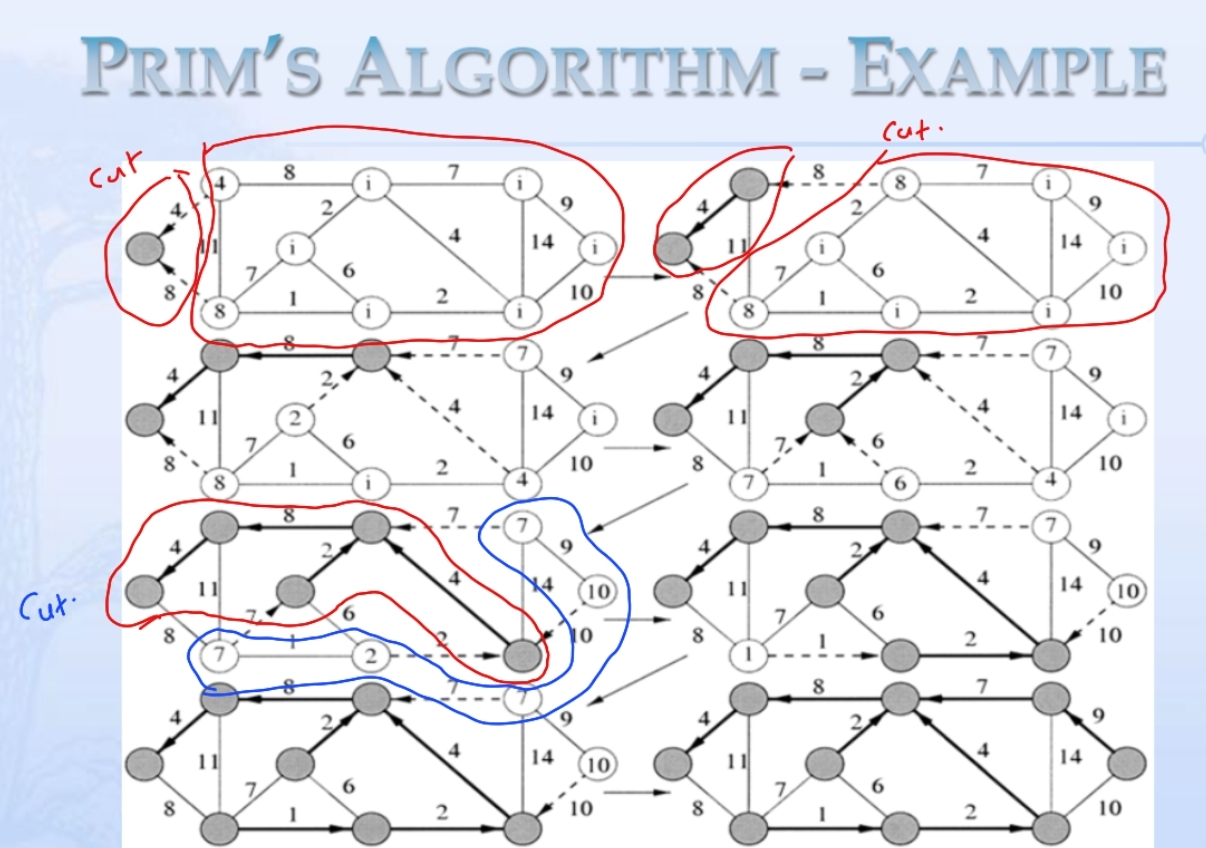 PRIM'S ALGORITHM - EXAMPLE
cut.
cut
8 7 8 7
4 i i 8 i
4 2 9 4 2 9
11 i 4 14 i 11 i 4 14 i
7 6 7 6
8 1 2 10 8 1 2 10
8 i i 8 i i
8 7 8 7
7 7
4 2 9 4 2 9
11 2 4 14 i 11 4 14 i
7 6 7 6
8 1 2 10 8 1 2 10
8 i 4 7 6 4
8 7 8 7
7 7
4 2 9 4 2 9
Cut.
11 4 14 10 11 4 14 10
7 6 7 6
8 1 2 10 8 1 2 10
7 2 1
8 7 8 7
7
4 2 9 4 2 9
11 4 14 10 11 4 14
7 6 7 6
8 1 2 10 8 1 2 10